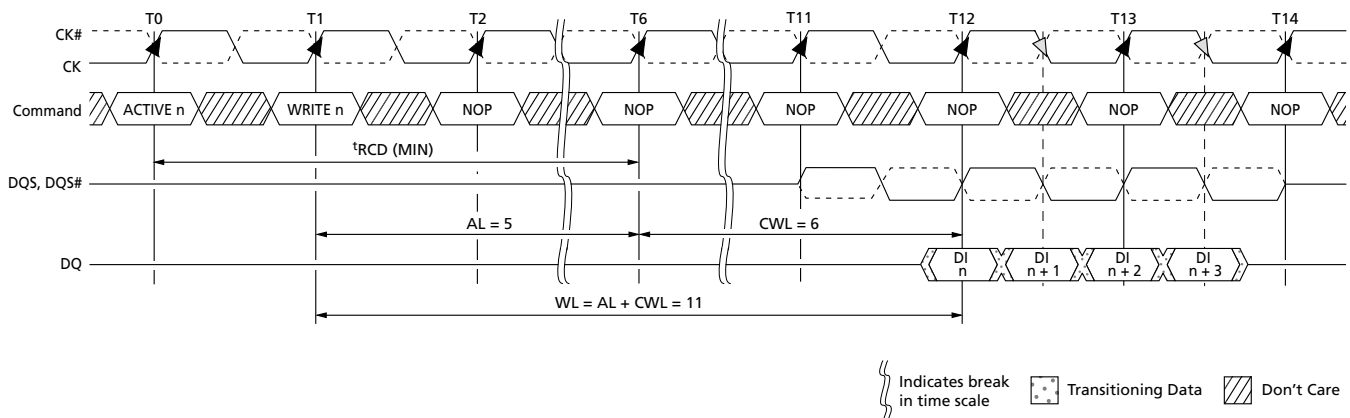 T0 T1 T2 T6 T11 T12 T13 T14
CK#
CK
Command ACTIVE n WRITE n NOP NOP NOP NOP NOP NOP
tRCD (MIN)
DQS, DQS#
AL = 5 CWL = 6
DQ DI n DI n + 1 DI n + 2 DI n + 3
WL = AL + CWL = 11
Indicates break in time scale
Transitioning Data
Don't Care